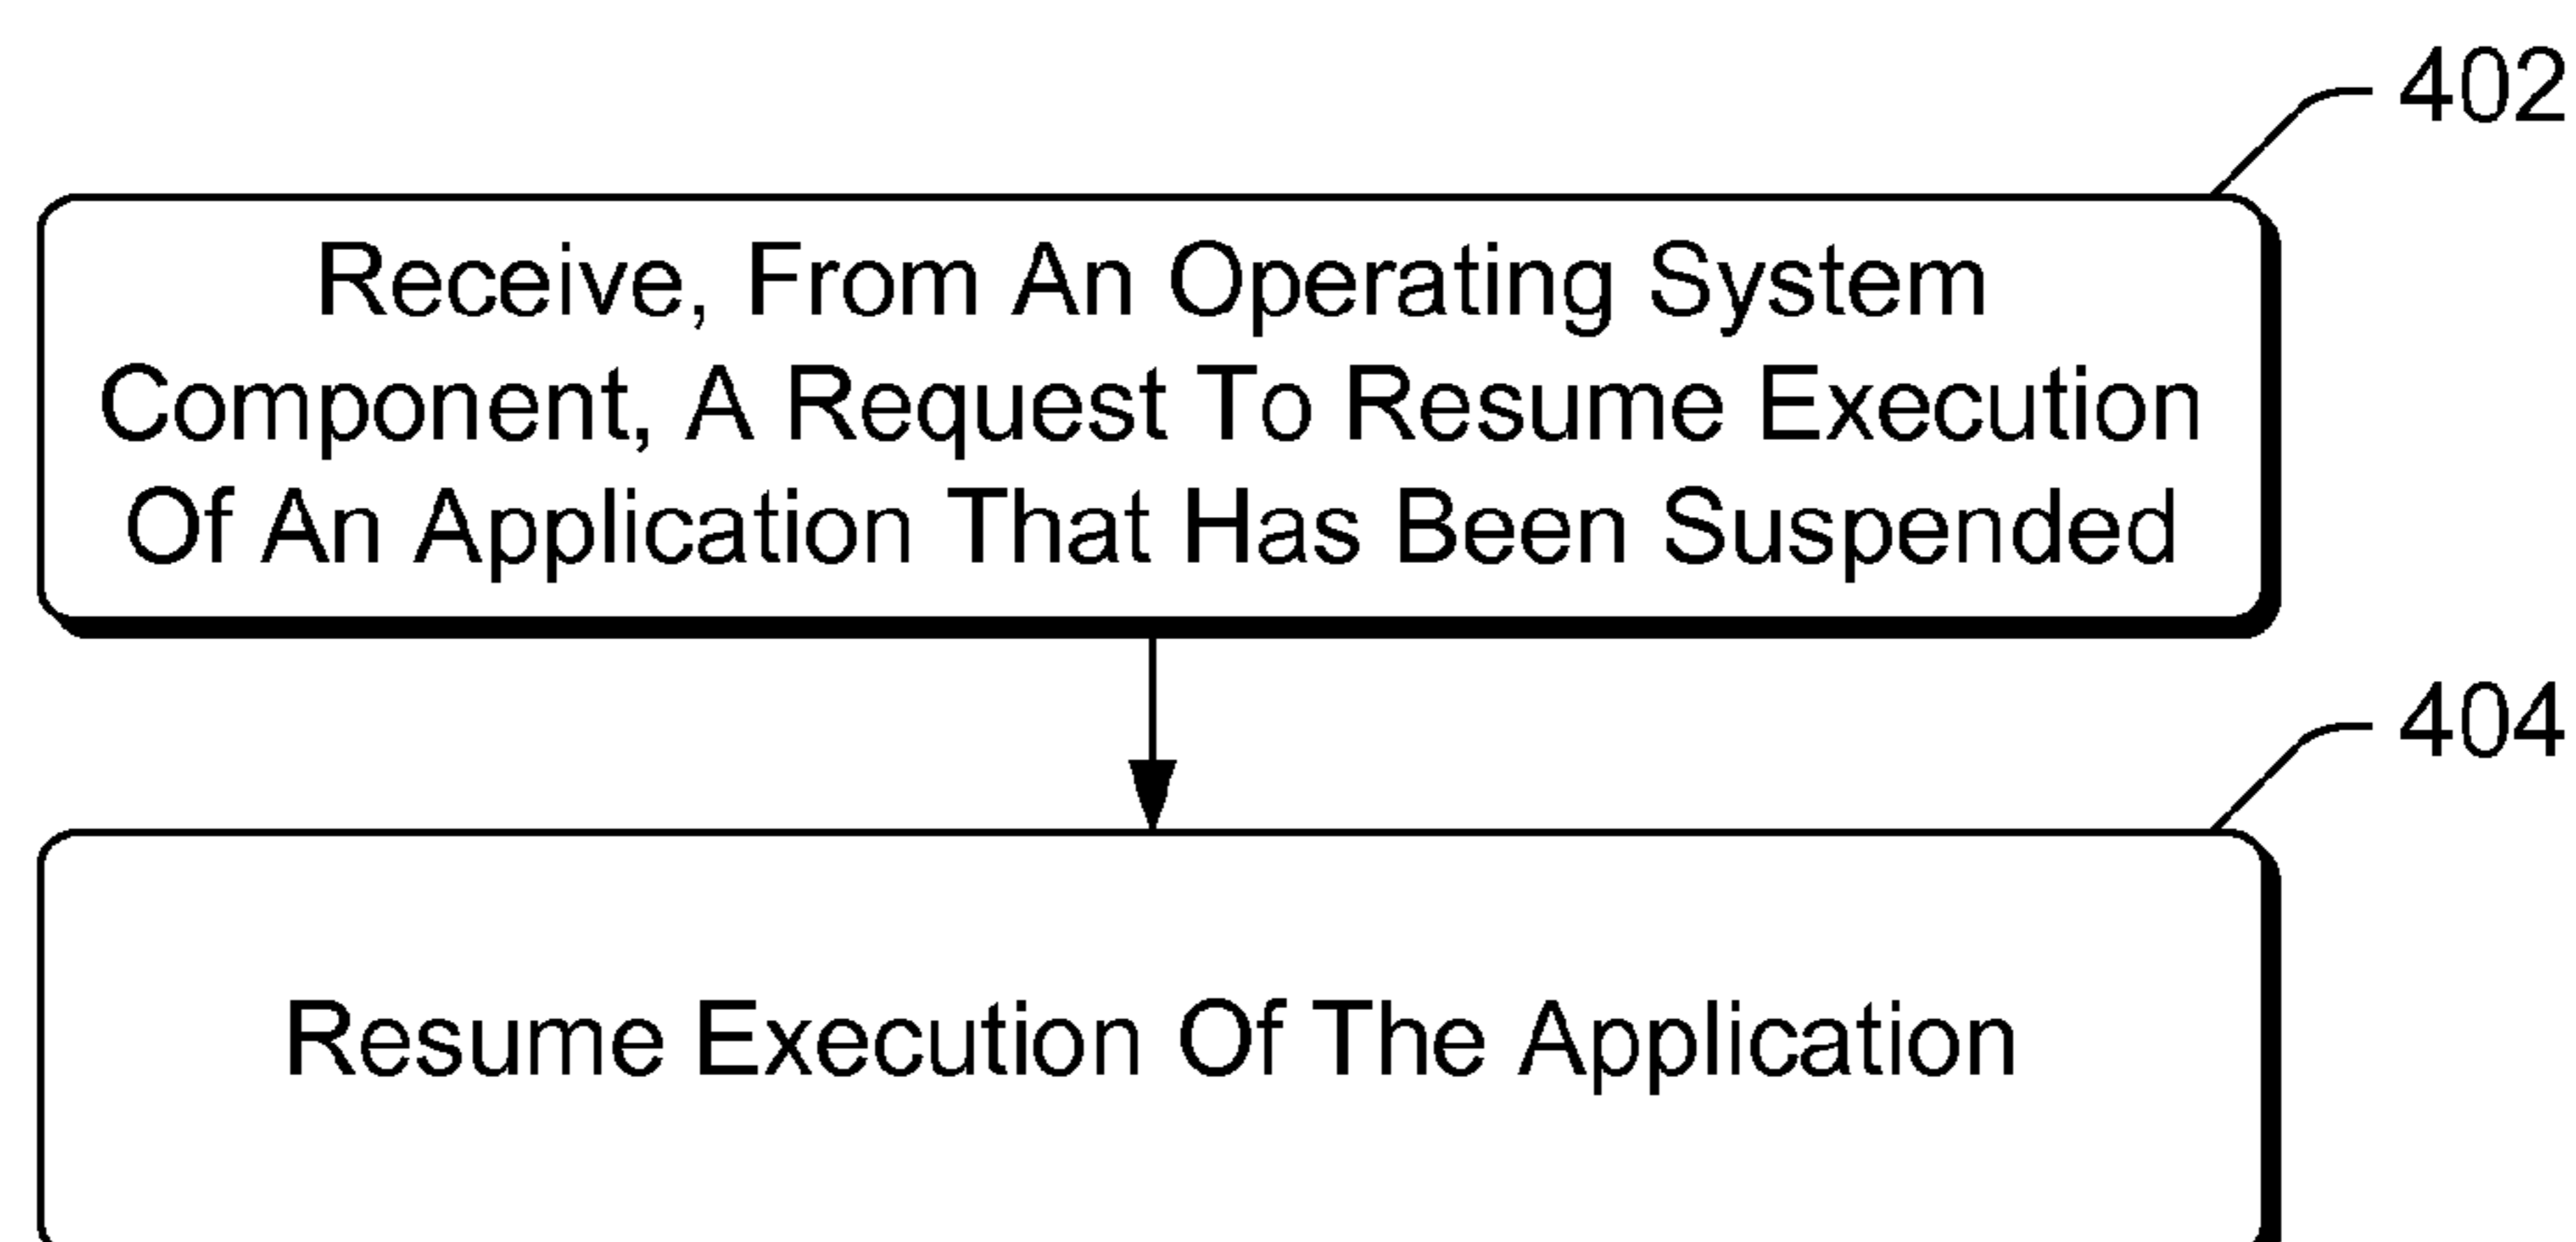 402
Receive, From An Operating System
Component, A Request To Resume Execution
Of An Application That Has Been Suspended
404
Resume Execution Of The Application